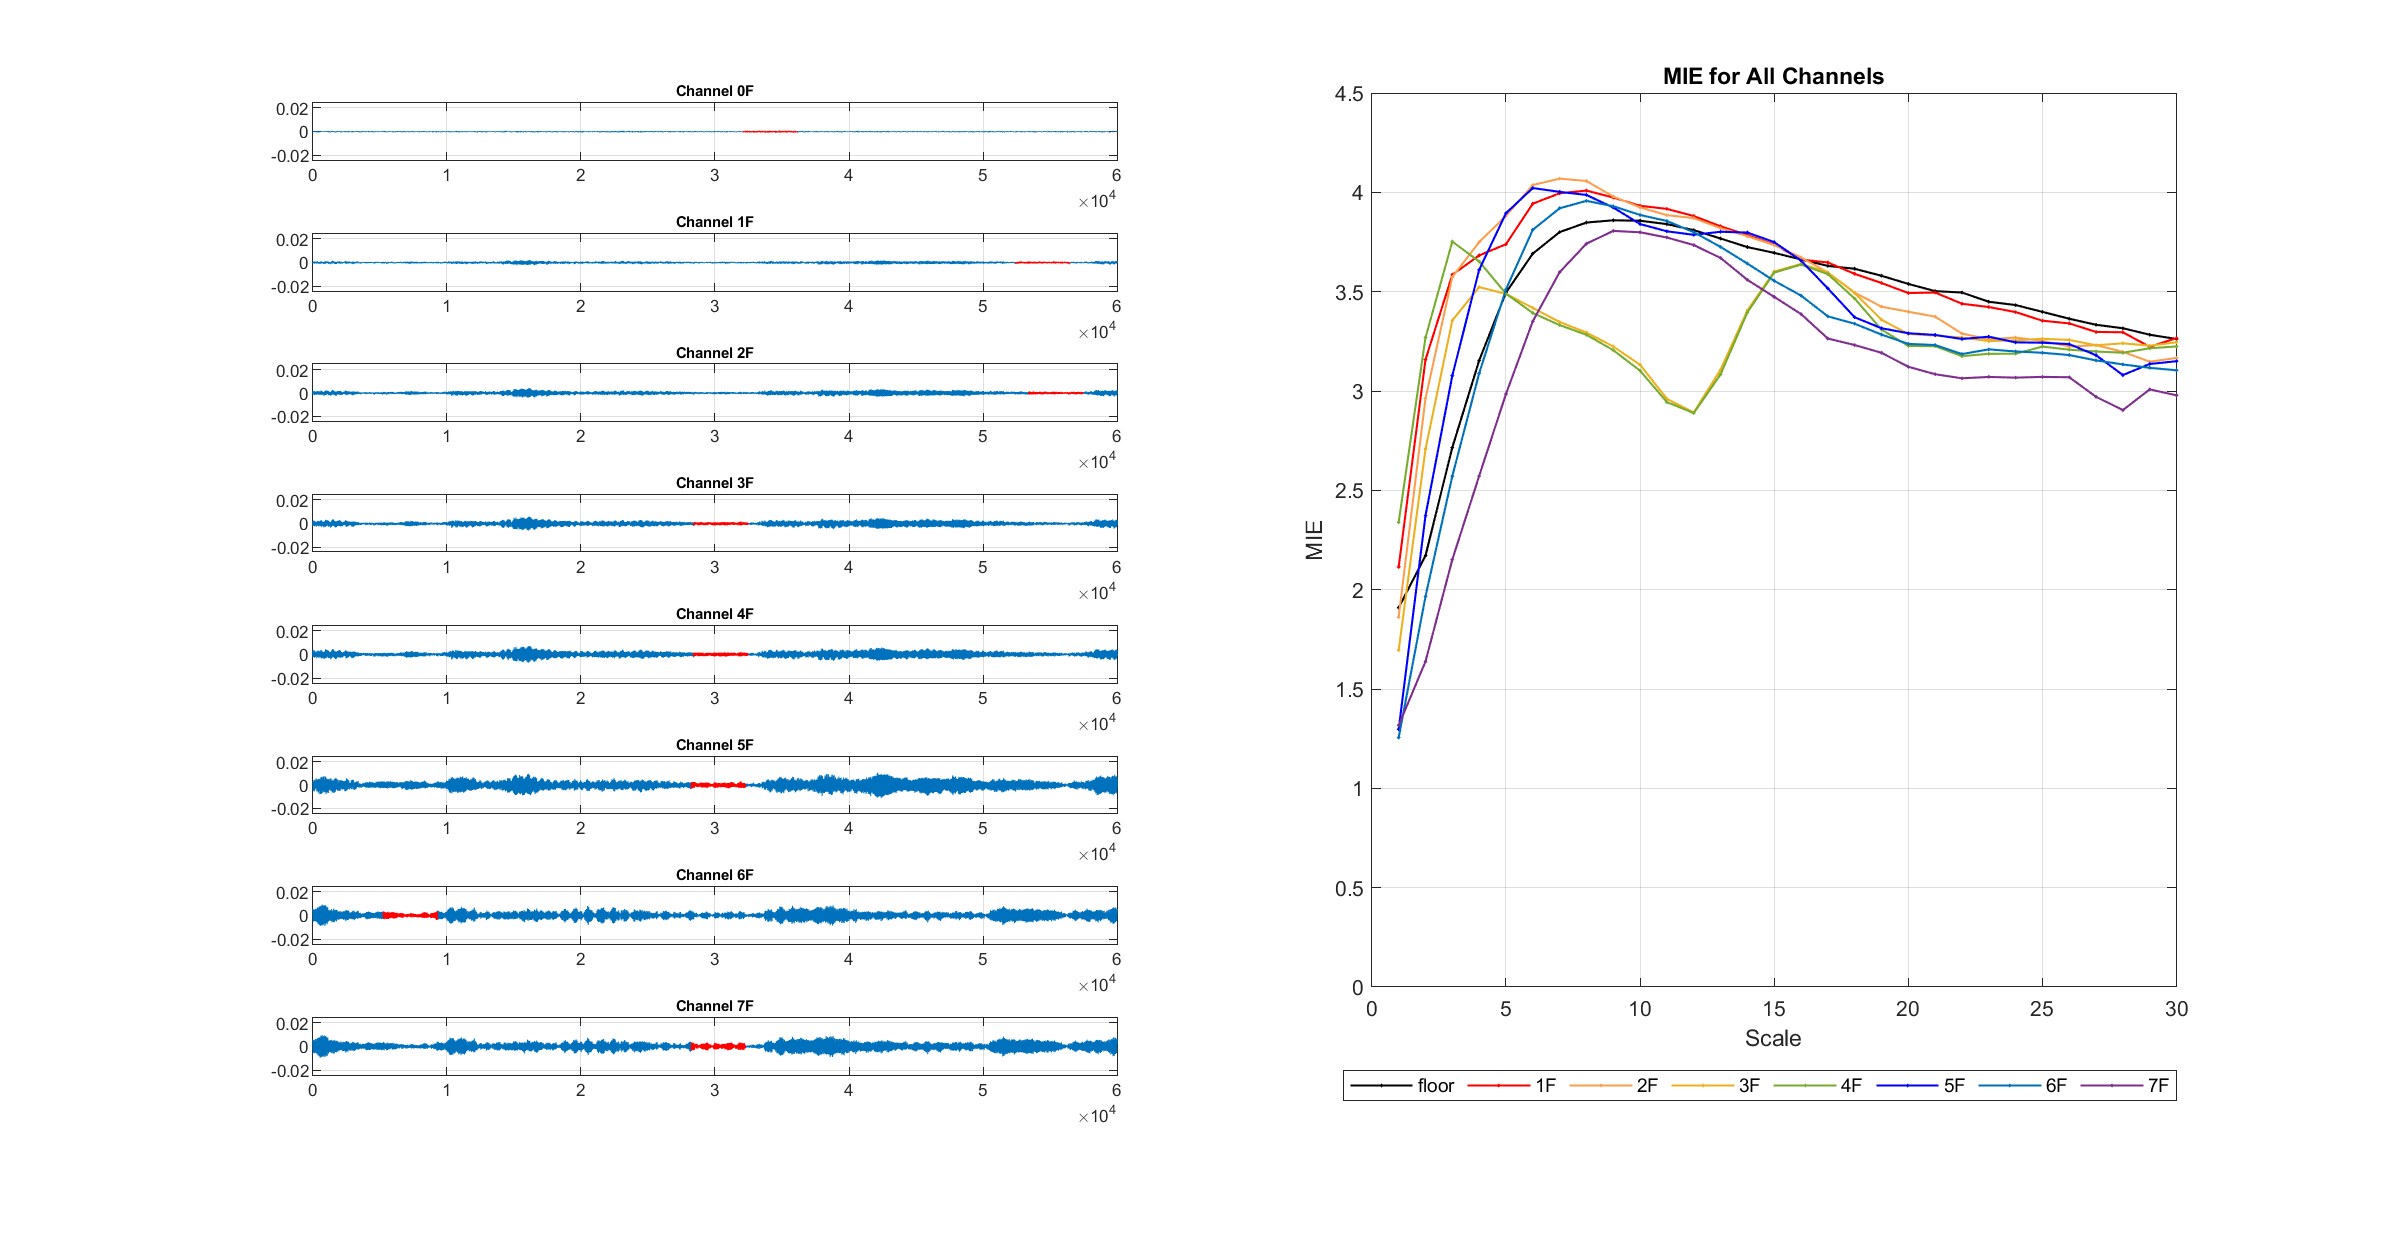 Channel 0F
0.02
0
-0.02
0 1 2 3 4 5 6
×10^4
Channel 1F
0.02
0
-0.02
0 1 2 3 4 5 6
×10^4
Channel 2F
0.02
0
-0.02
0 1 2 3 4 5 6
×10^4
Channel 3F
0.02
0
-0.02
0 1 2 3 4 5 6
×10^4
Channel 4F
0.02
0
-0.02
0 1 2 3 4 5 6
×10^4
Channel 5F
0.02
0
-0.02
0 1 2 3 4 5 6
×10^4
Channel 6F
0.02
0
-0.02
0 1 2 3 4 5 6
×10^4
Channel 7F
0.02
0
-0.02
0 1 2 3 4 5 6
×10^4
MIE for All Channels
4.5
4
3.5
3
2.5
2
1.5
1
0.5
0
MIE
0 5 10 15 20 25 30
Scale
floor 1F 2F 3F 4F 5F 6F 7F